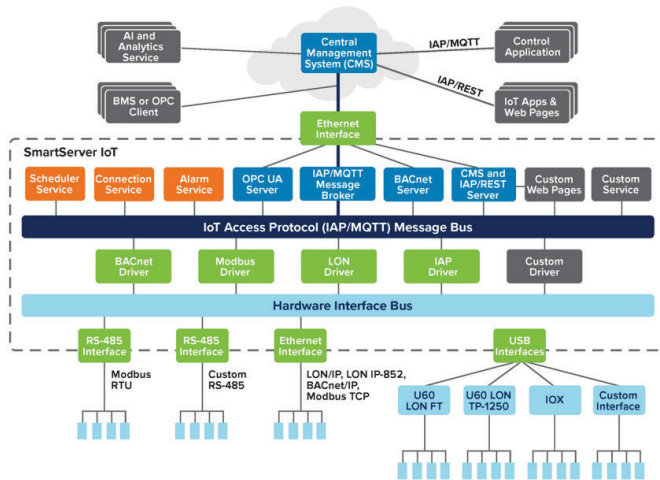 AI and
Analytics
Service
Central
Management
System (CMS)
IAP/MQTT
Control
Application
BMS or OPC
Client
IAP/REST
IoT Apps &
Web Pages
Ethernet
Interface
SmartServer IoT
Scheduler
Service
Connection
Service
Alarm
Service
OPC UA
Server
IAP/MQTT
Message
Broker
BACnet
Server
CMS and
IAP/REST
Server
Custom
Web Pages
Custom
Service
IoT Access Protocol (IAP/MQTT) Message Bus
BACnet
Driver
Modbus
Driver
LON
Driver
IAP
Driver
Custom
Driver
Hardware Interface Bus
RS-485
Interface
RS-485
Interface
Ethernet
Interface
USB
Interfaces
Modbus
RTU
Custom
RS-485
LON/IP, LON IP-852,
BACnet/IP,
Modbus TCP
U60
LON FT
U60 LON
TP-1250
IOX
Custom
Interface